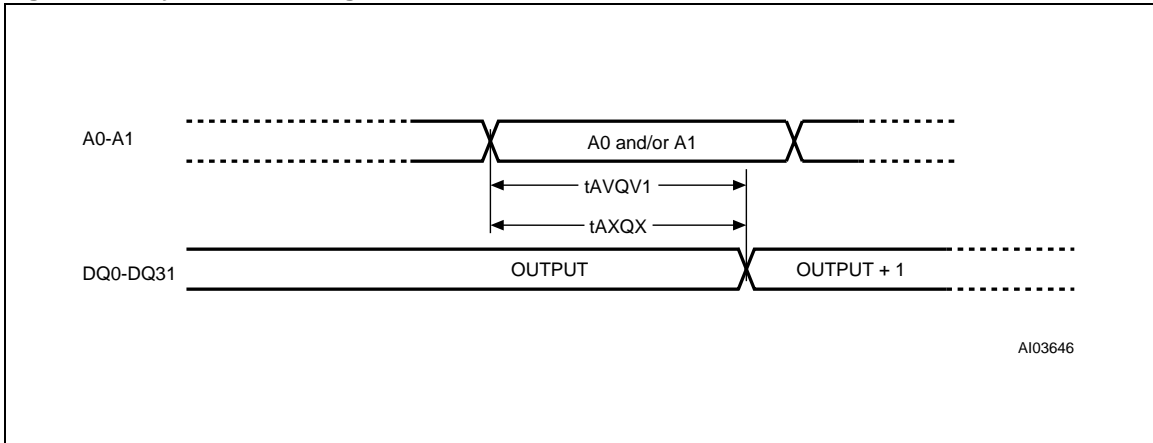 A0-A1
A0 and/or A1
tAVQV1
tAXQX
DQ0-DQ31
OUTPUT
OUTPUT + 1
AI03646